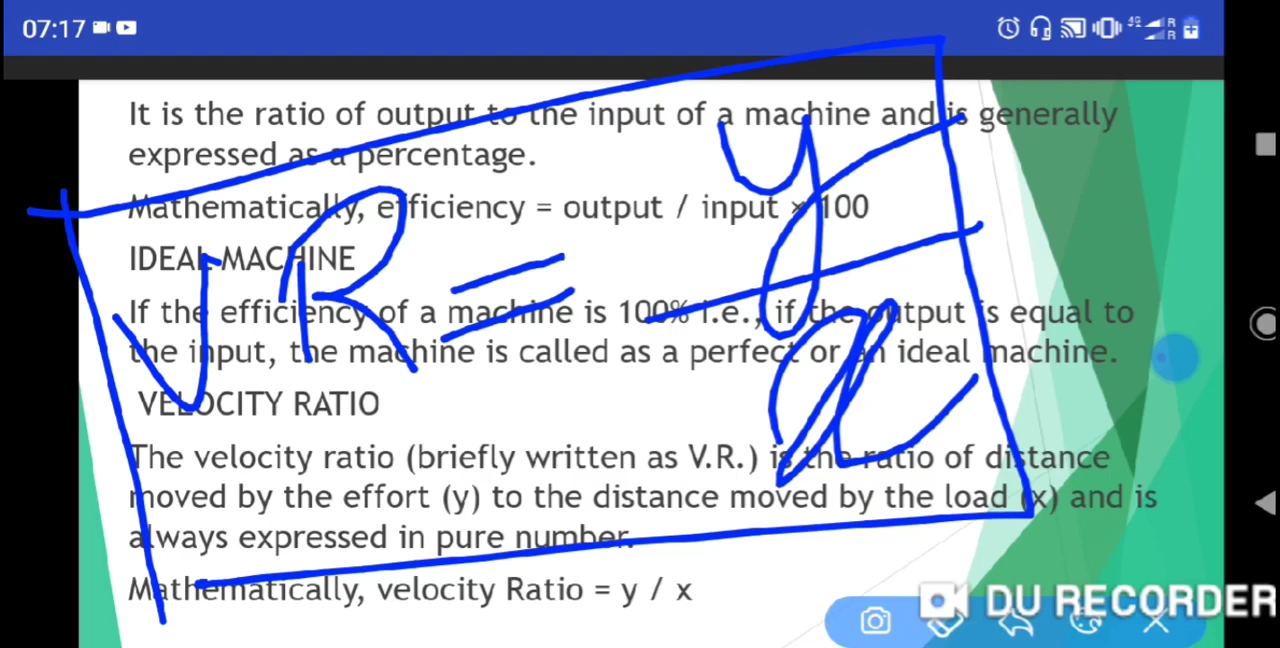 07:17
4G R
R
It is the ratio of output to the input of a machine and is generally
expressed as a percentage.
Mathematically, efficiency = output / input × 100
IDEAL MACHINE
If the efficiency of a machine is 100% i.e., if the output is equal to
the input, the machine is called as a perfect or an ideal machine.
VELOCITY RATIO
The velocity ratio (briefly written as V.R.) is the ratio of distance
moved by the effort (y) to the distance moved by the load (x) and is
always expressed in pure number.
Mathematically, velocity Ratio = y / x
VR = y
x
DU RECORDER